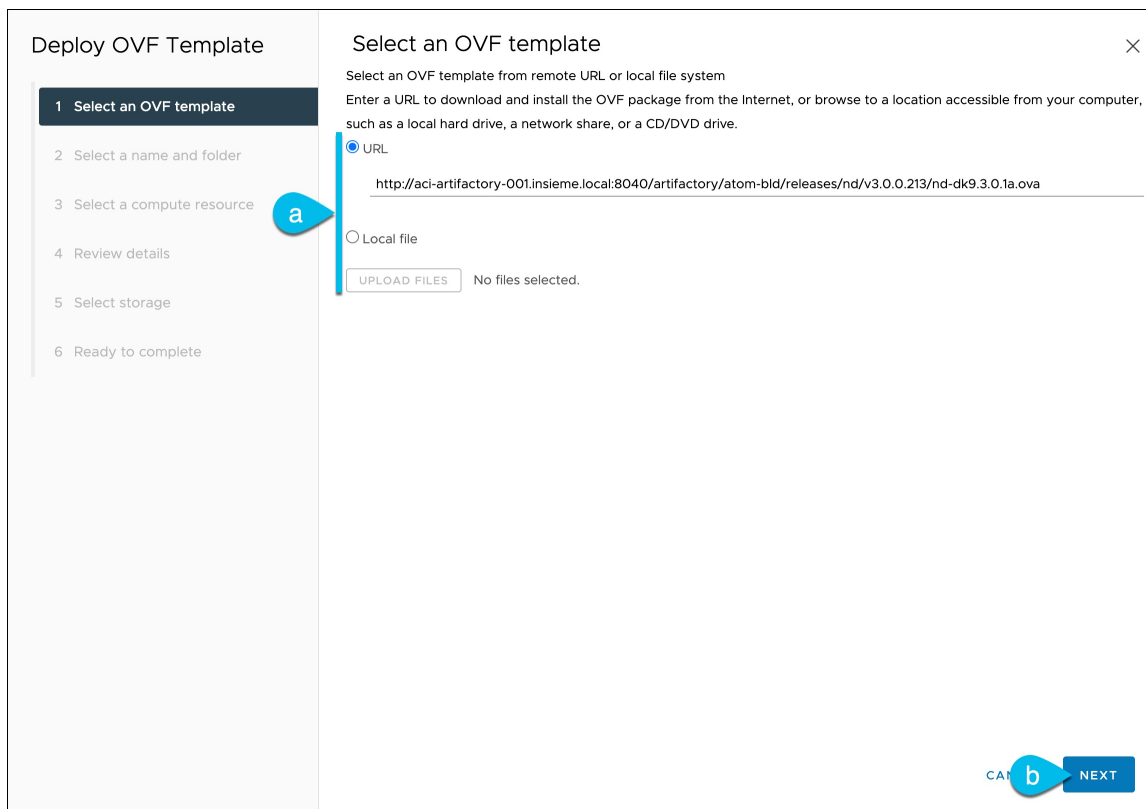 Deploy OVF Template
1 Select an OVF template
2 Select a name and folder
3 Select a compute resource
4 Review details
5 Select storage
6 Ready to complete
Select an OVF template
Select an OVF template from remote URL or local file system
Enter a URL to download and install the OVF package from the Internet, or browse to a location accessible from your computer,
such as a local hard drive, a network share, or a CD/DVD drive.
a
URL
http://aci-artifactory-001.insieme.local:8040/artifactory/atom-bld/releases/nd/v3.0.0.213/nd-dk9.3.0.1a.ova
Local file
UPLOAD FILES No files selected.
b NEXT